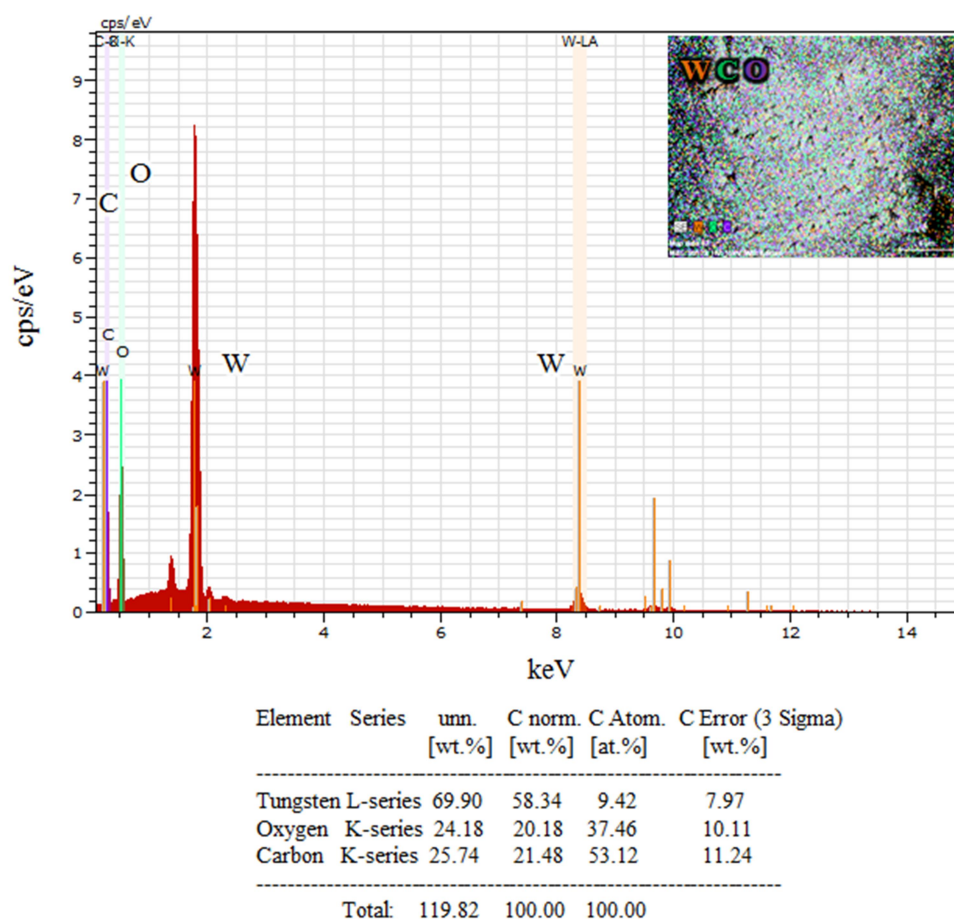 cps/eV
W-LA
W C O
9
8
7
6
5
4
3
2
1
0
O
C
C
O
W
W
W
W
W
cps/eV
2
4
6
8
10
12
14
keV
Element Series unn. C norm. C Atom. C Error (3 Sigma)
[wt.%] [wt.%] [at.%] [wt.%]
Tungsten L-series 69.90 58.34 9.42 7.97
Oxygen K-series 24.18 20.18 37.46 10.11
Carbon K-series 25.74 21.48 53.12 11.24
Total: 119.82 100.00 100.00